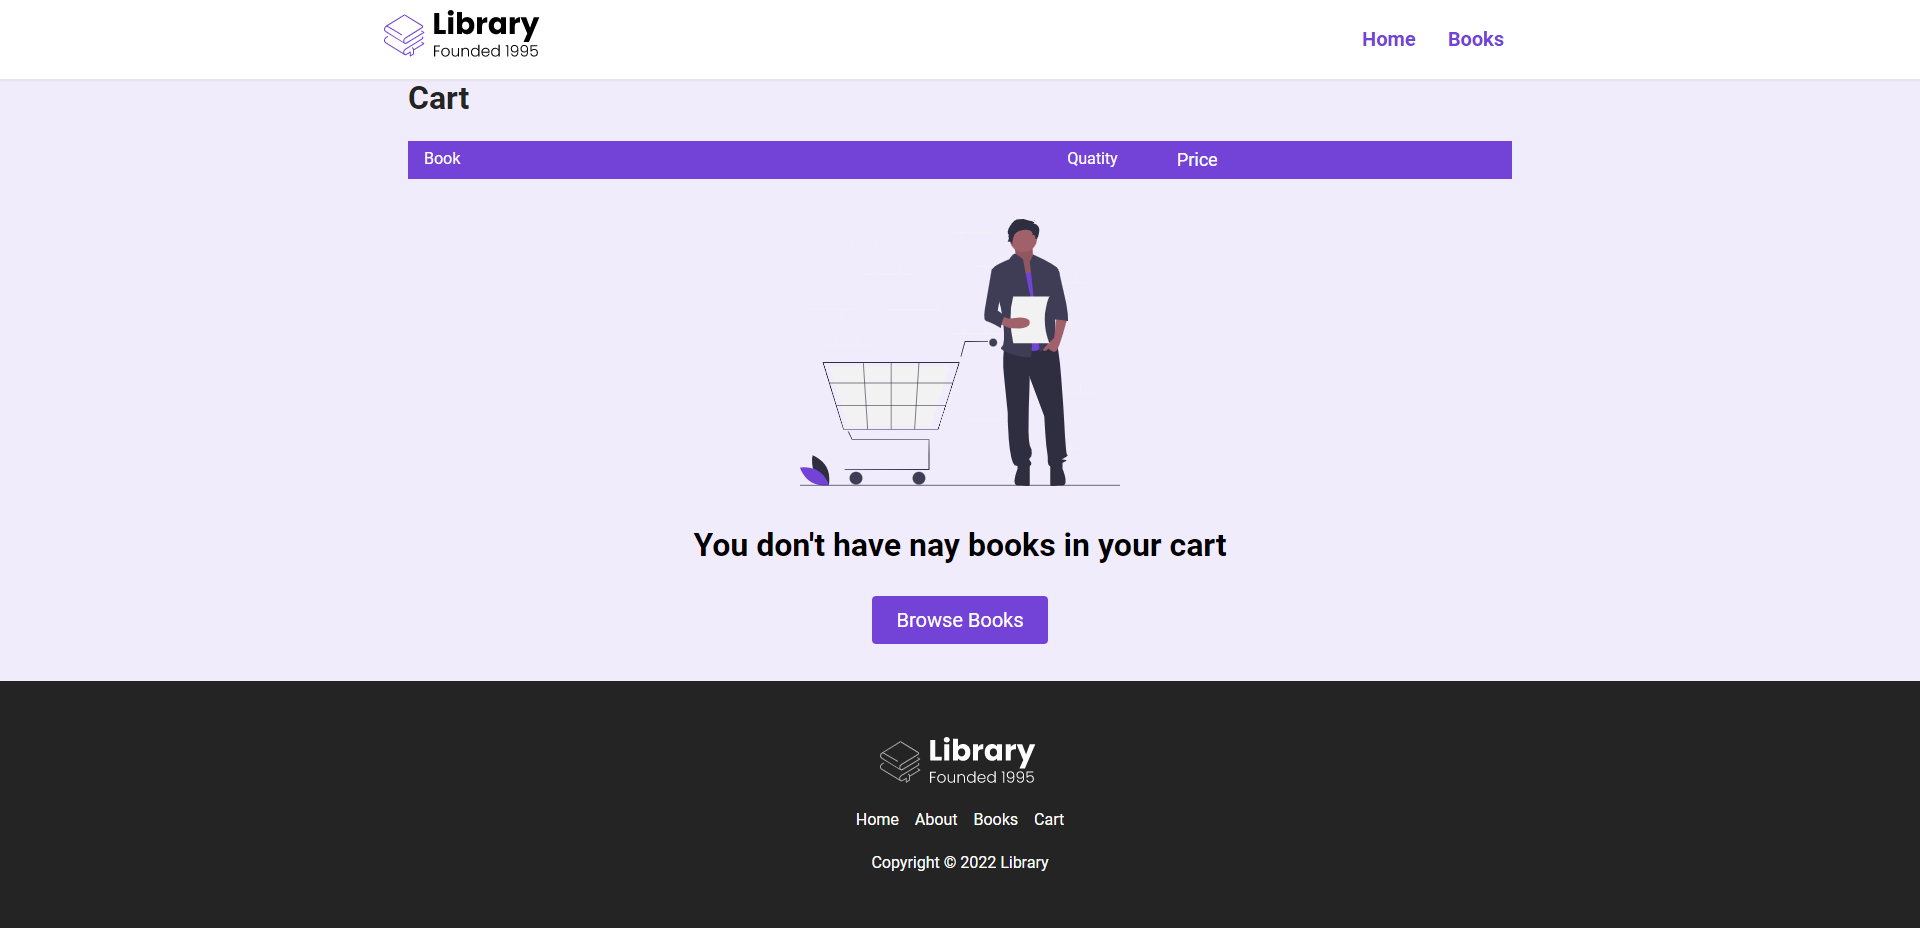 Library
Founded 1995
Home Books
Cart
Book Quatity Price
You don't have nay books in your cart
Browse Books
Library
Founded 1995
Home About Books Cart
Copyright © 2022 Library